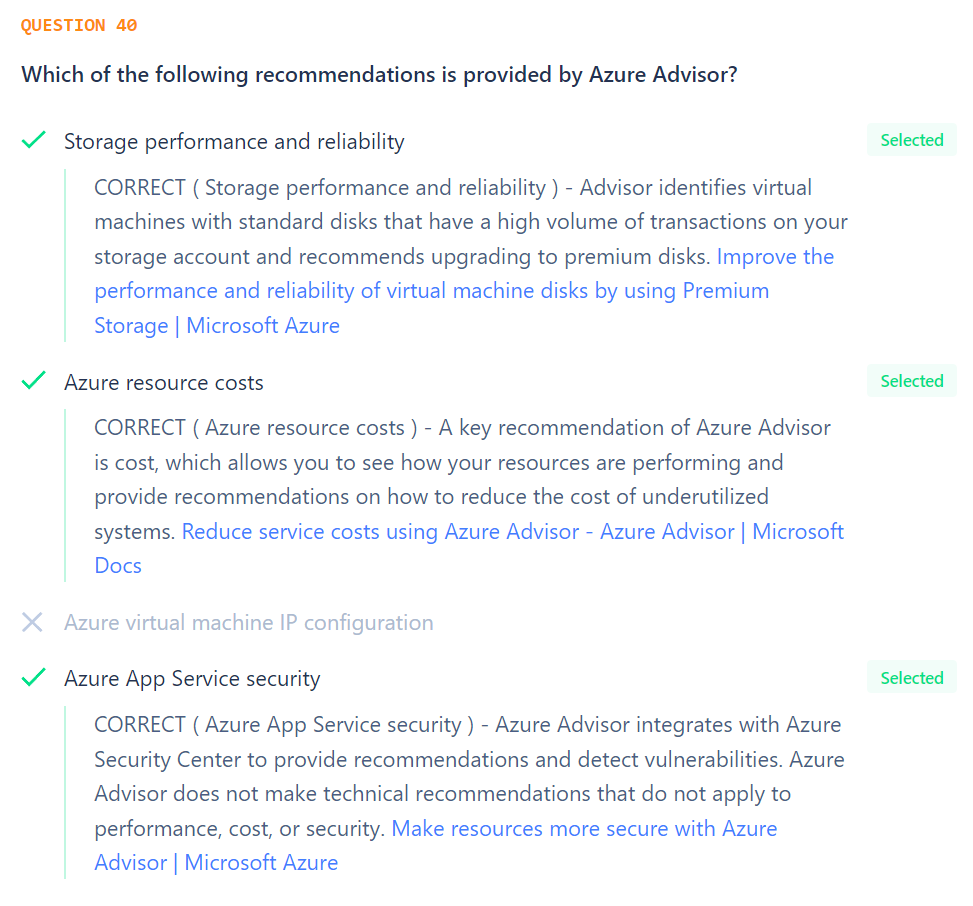 QUESTION 40
Which of the following recommendations is provided by Azure Advisor?
Storage performance and reliability
Selected
CORRECT ( Storage performance and reliability ) - Advisor identifies virtual
machines with standard disks that have a high volume of transactions on your
storage account and recommends upgrading to premium disks. Improve the
performance and reliability of virtual machine disks by using Premium
Storage | Microsoft Azure
Azure resource costs
Selected
CORRECT ( Azure resource costs ) - A key recommendation of Azure Advisor
is cost, which allows you to see how your resources are performing and
provide recommendations on how to reduce the cost of underutilized
systems. Reduce service costs using Azure Advisor - Azure Advisor | Microsoft
Docs
Azure virtual machine IP configuration
Azure App Service security
Selected
CORRECT ( Azure App Service security ) - Azure Advisor integrates with Azure
Security Center to provide recommendations and detect vulnerabilities. Azure
Advisor does not make technical recommendations that do not apply to
performance, cost, or security. Make resources more secure with Azure
Advisor | Microsoft Azure